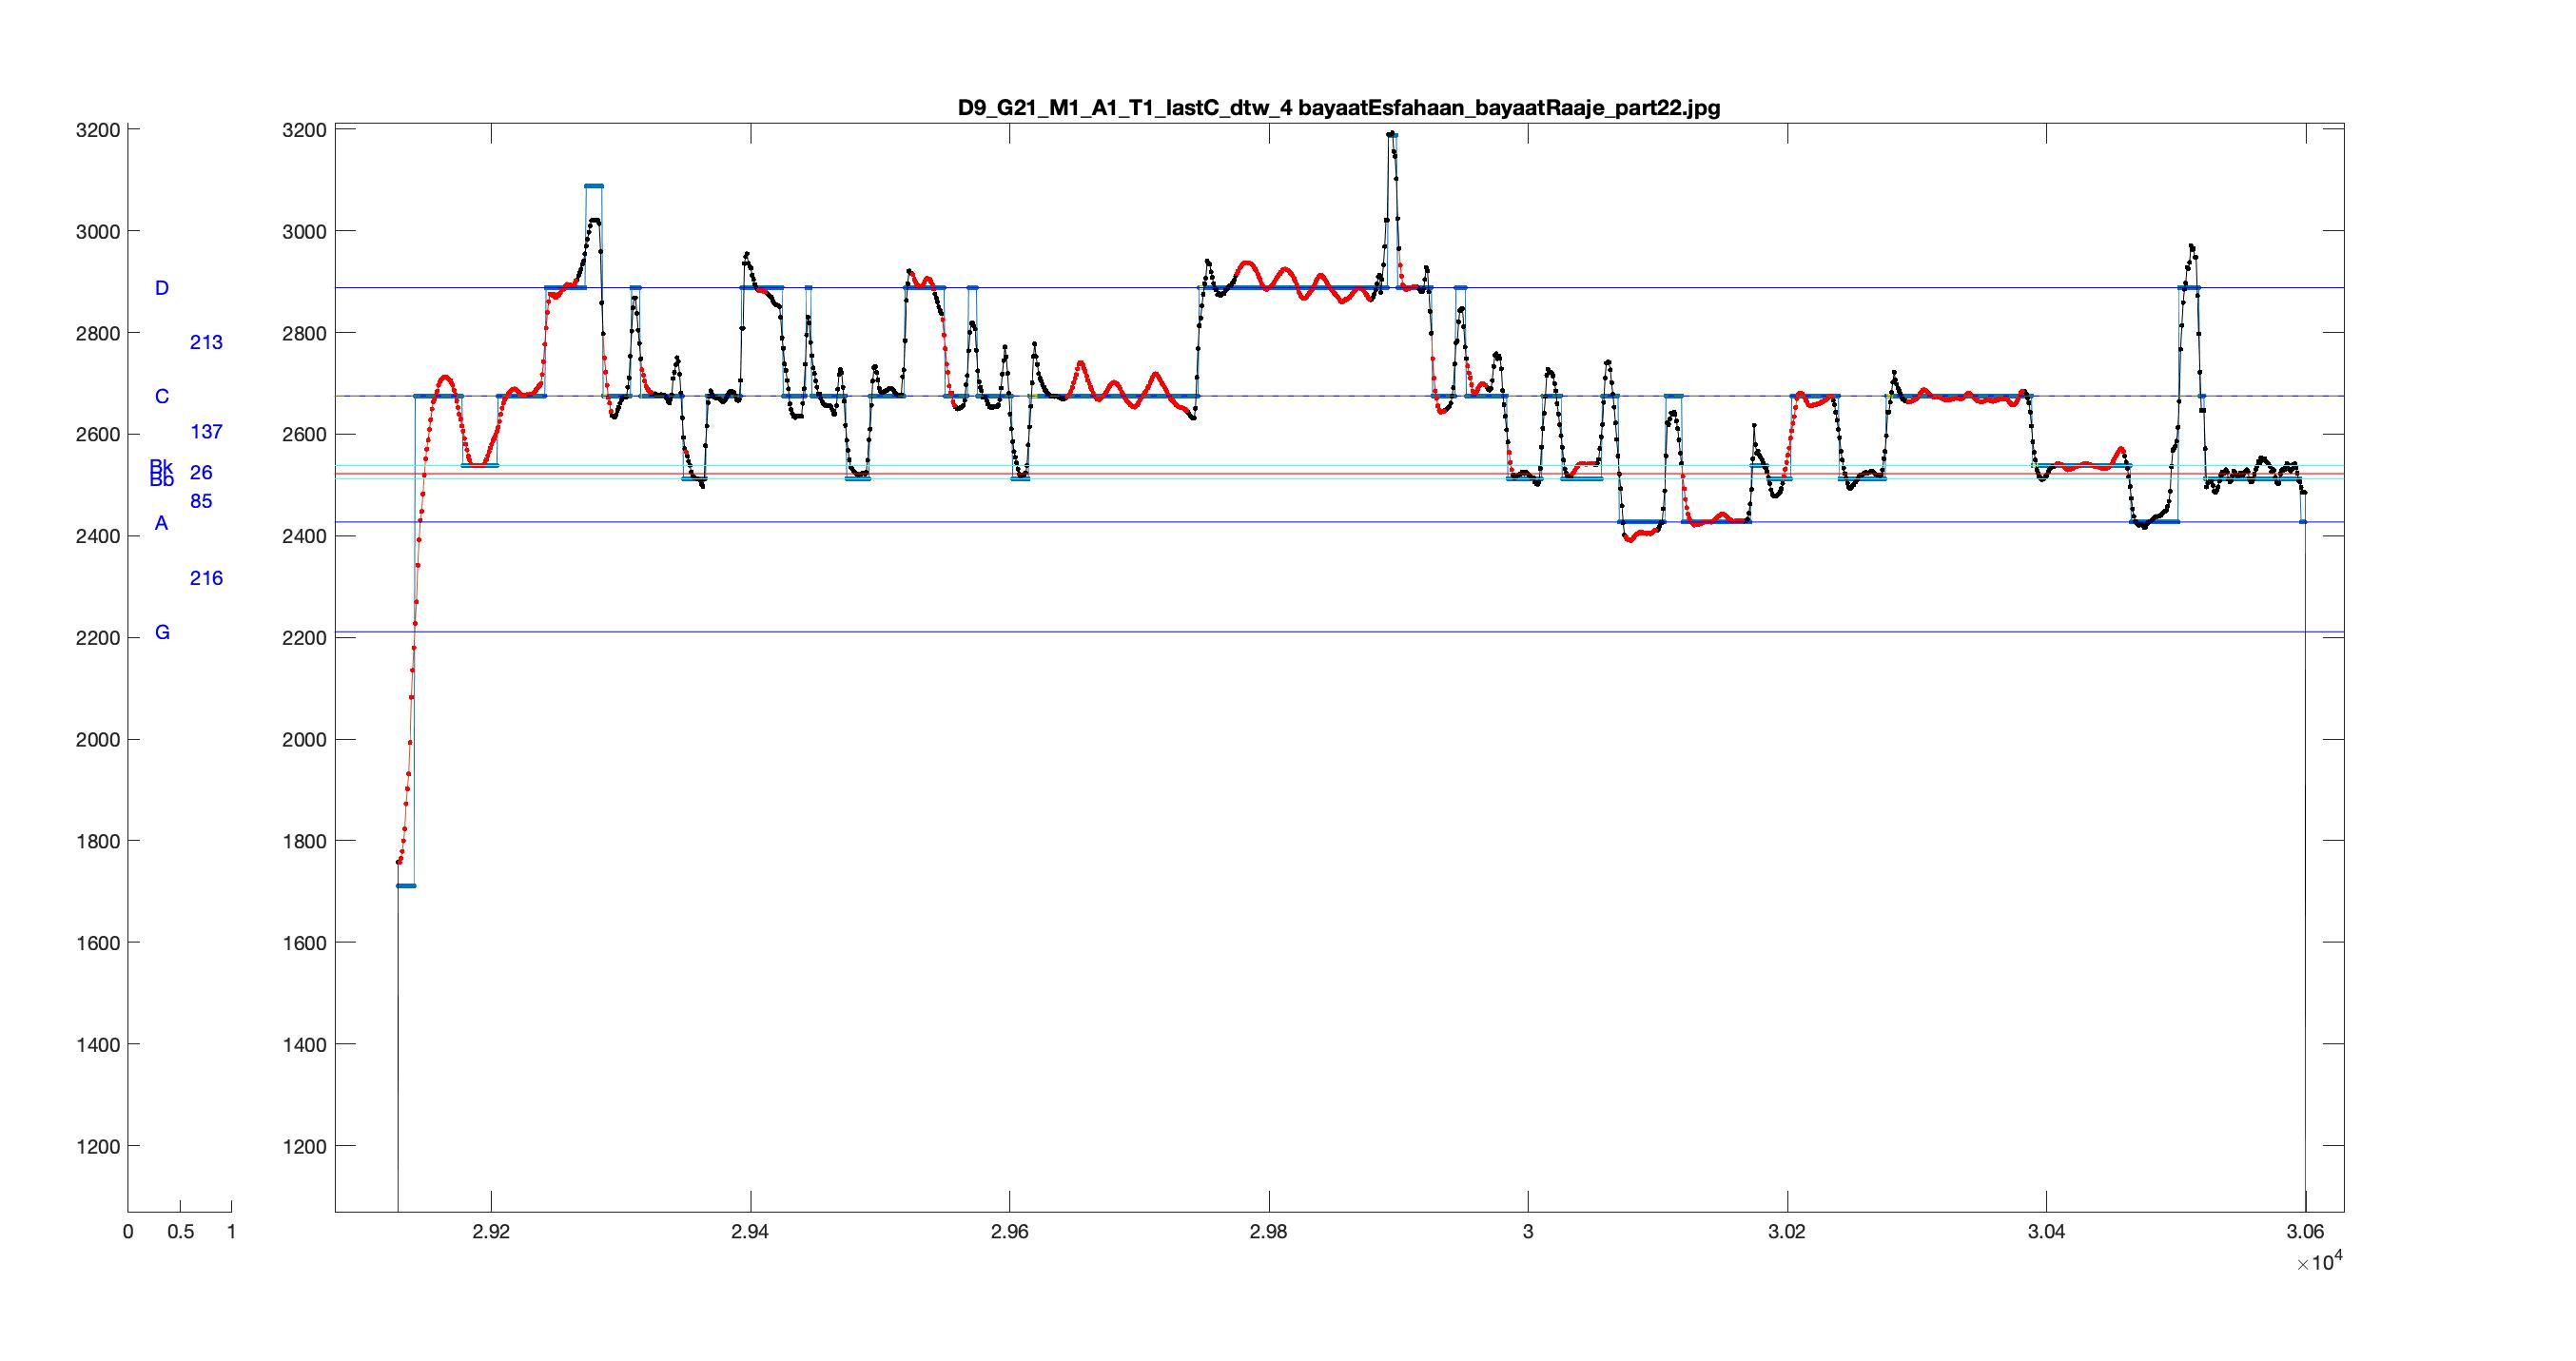 D9_G21_M1_A1_T1_lastC_dtw_4 bayaatEsfahaan_bayaatRaaje_part22.jpg
3200 3200
3000 3000
D
2800 213 2800
C
2600 137 2600
Bk
26
Bb
85
A
2400 2400
216
G
2200 2200
2000 2000
1800 1800
1600 1600
1400 1400
1200 1200
0 0.5 1 2.92 2.94 2.96 2.98 3 3.02 3.04 3.06
×10⁴